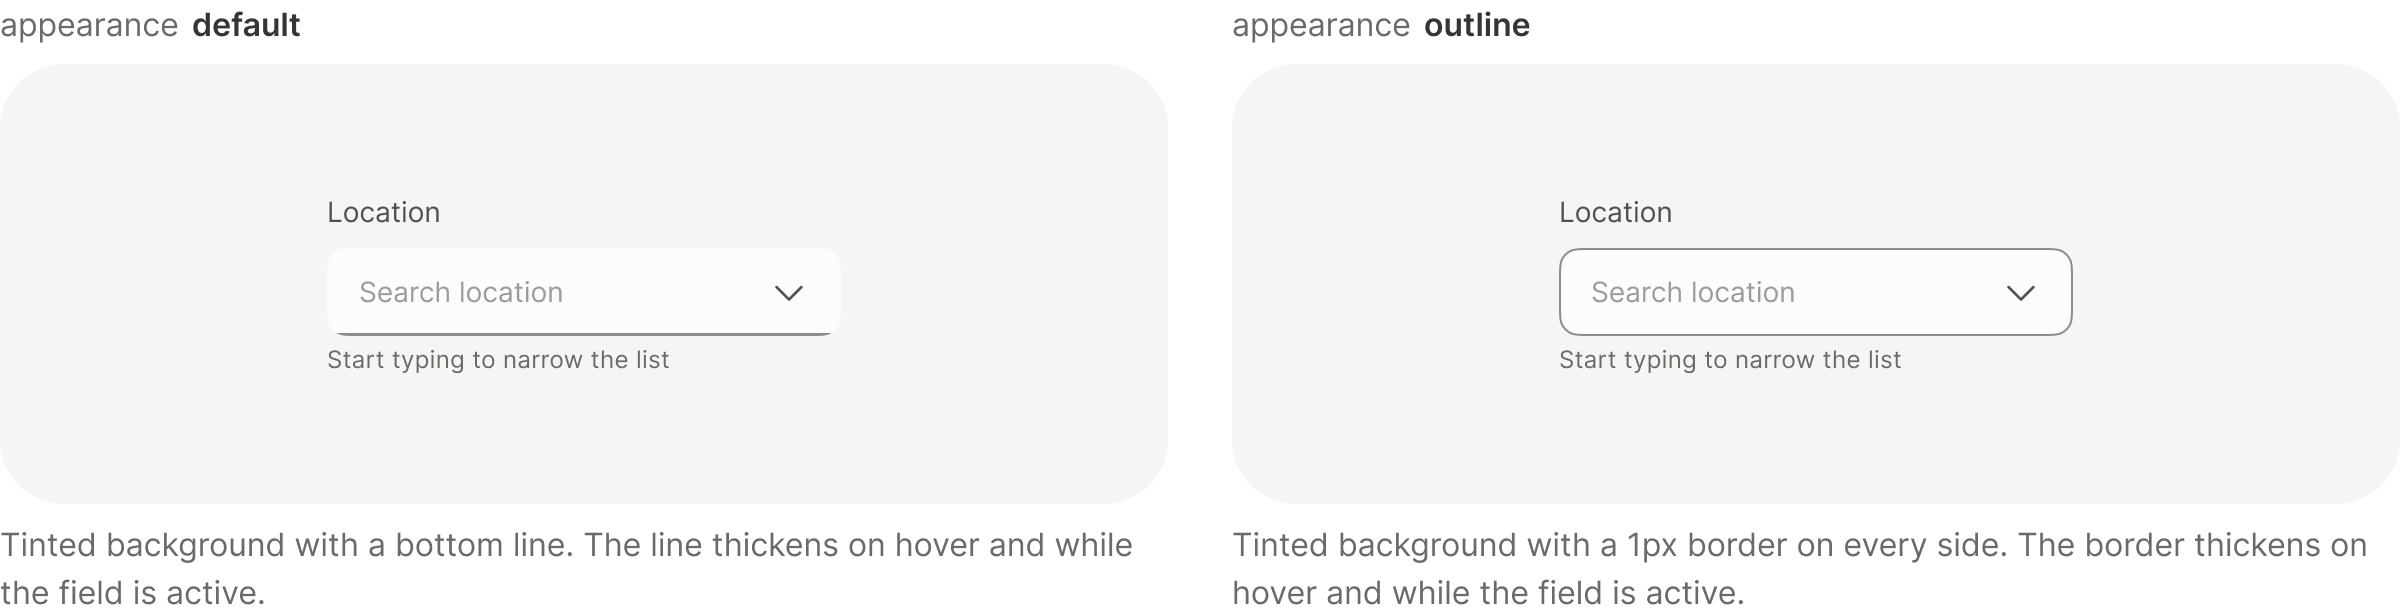 appearance default
Location
Search location
Start typing to narrow the list
Tinted background with a bottom line. The line thickens on hover and while
the field is active.
appearance outline
Location
Search location
Start typing to narrow the list
Tinted background with a 1px border on every side. The border thickens on
hover and while the field is active.